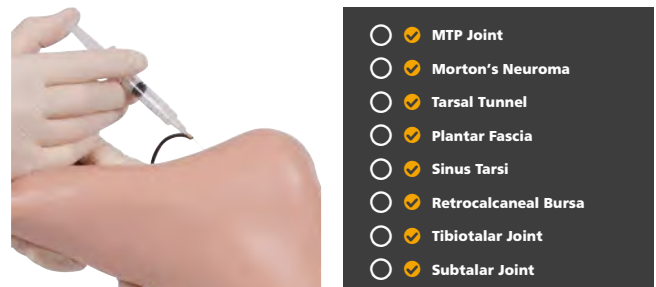 MTP Joint
Morton's Neuroma
Tarsal Tunnel
Plantar Fascia
Sinus Tarsi
Retrocalcaneal Bursa
Tibiotalar Joint
Subtalar Joint